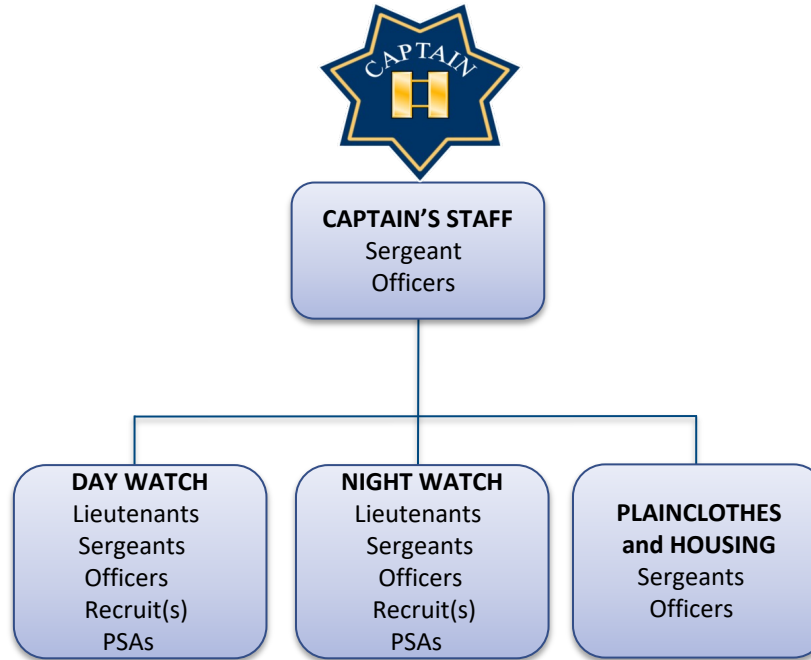 CAPTAIN
CAPTAIN’S STAFF
Sergeant
Officers
DAY WATCH
Lieutenants
Sergeants
Officers
Recruit(s)
PSAs
NIGHT WATCH
Lieutenants
Sergeants
Officers
Recruit(s)
PSAs
PLAINCLOTHES
and HOUSING
Sergeants
Officers